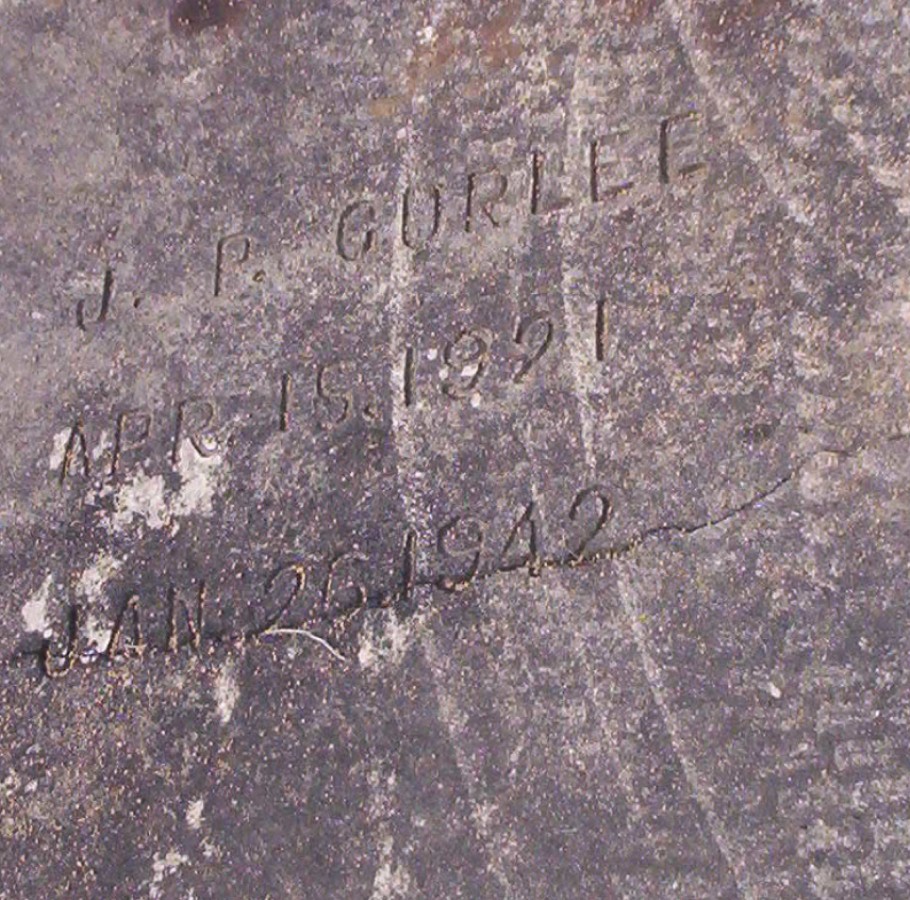 J. P. GURLEE
APR 15.1891
JAN 26.1942